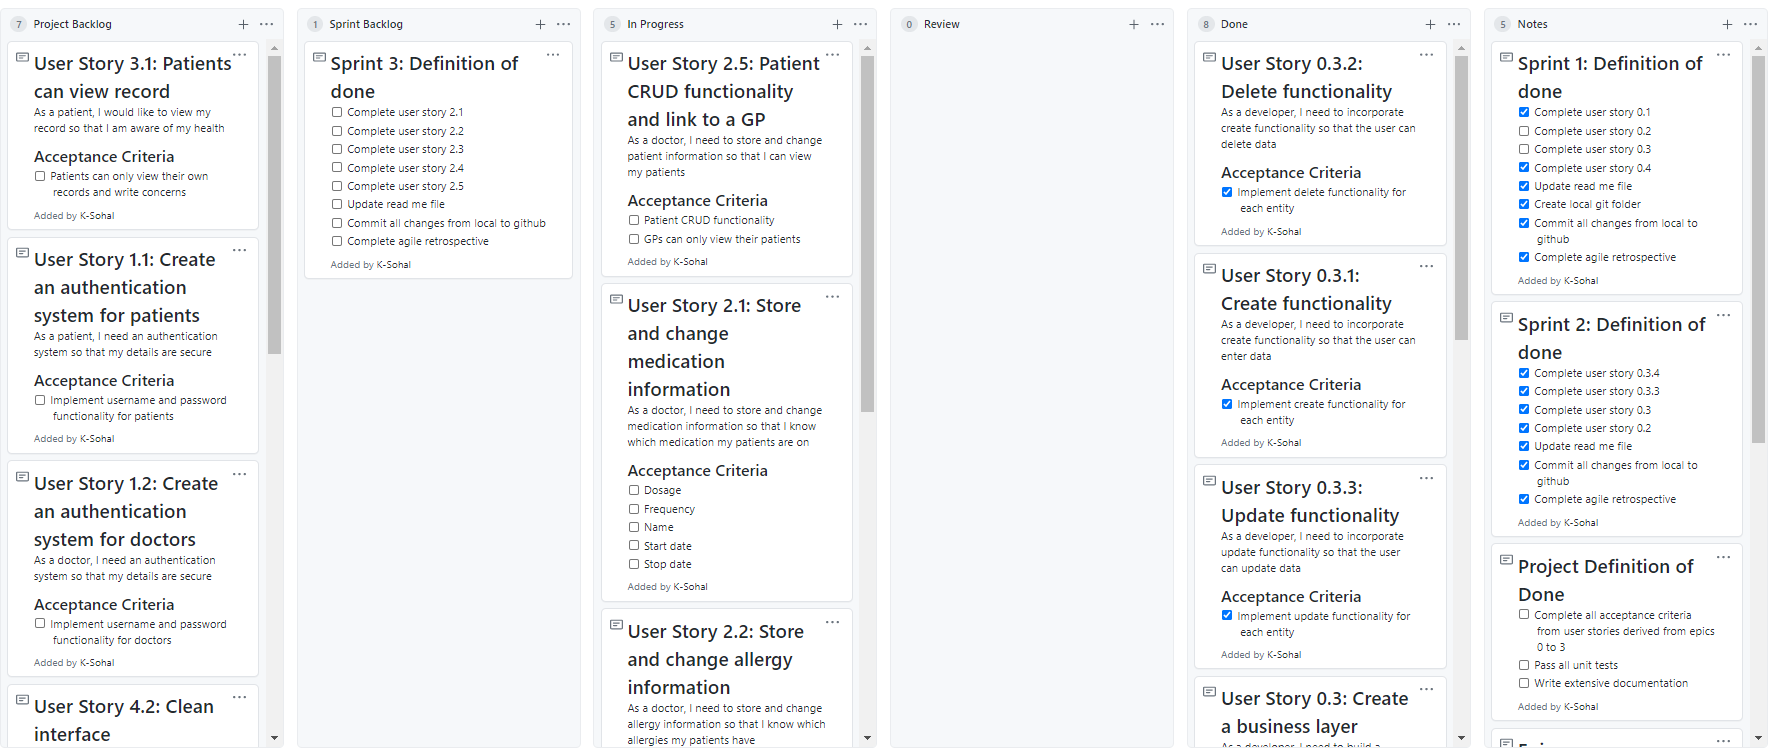 7 Project Backlog
User Story 3.1: Patients
can view record
As a patient, I would like to view my
record so that I am aware of my health
Acceptance Criteria
Patients can only view their own
records and write concerns
Added by K-Sohal
User Story 1.1: Create
an authentication
system for patients
As a patient, I need an authentication
system so that my details are secure
Acceptance Criteria
Implement username and password
functionality for patients
Added by K-Sohal
User Story 1.2: Create
an authentication
system for doctors
As a doctor, I need an authentication
system so that my details are secure
Acceptance Criteria
Implement username and password
functionality for doctors
Added by K-Sohal
User Story 4.2: Clean
interface
1 Sprint Backlog
Sprint 3: Definition of
done
Complete user story 2.1
Complete user story 2.2
Complete user story 2.3
Complete user story 2.4
Complete user story 2.5
Update read me file
Commit all changes from local to github
Complete agile retrospective
Added by K-Sohal
5 In Progress
User Story 2.5: Patient
CRUD functionality
and link to a GP
As a doctor, I need to store and change
patient information so that I can view
my patients
Acceptance Criteria
Patient CRUD functionality
GPs can only view their patients
Added by K-Sohal
User Story 2.1: Store
and change
medication
information
As a doctor, I need to store and change
medication information so that I know
which medication my patients are on
Acceptance Criteria
Dosage
Frequency
Name
Start date
Stop date
Added by K-Sohal
User Story 2.2: Store
and change allergy
information
As a doctor, I need to store and change
allergy information so that I know which
allergies my patients have
0 Review
8 Done
User Story 0.3.2:
Delete functionality
As a developer, I need to incorporate
create functionality so that the user can
delete data
Acceptance Criteria
Implement delete functionality for
each entity
Added by K-Sohal
User Story 0.3.1:
Create functionality
As a developer, I need to incorporate
create functionality so that the user can
enter data
Acceptance Criteria
Implement create functionality for
each entity
Added by K-Sohal
User Story 0.3.3:
Update functionality
As a developer, I need to incorporate
update functionality so that the user
can update data
Acceptance Criteria
Implement update functionality for
each entity
Added by K-Sohal
User Story 0.3: Create
a business layer
As a developer, I need to build a
5 Notes
Sprint 1: Definition of
done
Complete user story 0.1
Complete user story 0.2
Complete user story 0.3
Complete user story 0.4
Update read me file
Create local git folder
Commit all changes from local to
github
Complete agile retrospective
Added by K-Sohal
Sprint 2: Definition of
done
Complete user story 0.3.4
Complete user story 0.3.3
Complete user story 0.3
Complete user story 0.2
Update read me file
Commit all changes from local to
github
Complete agile retrospective
Added by K-Sohal
Project Definition of
Done
Complete all acceptance criteria
from user stories derived from epics
0 to 3
Pass all unit tests
Write extensive documentation
Added by K-Sohal